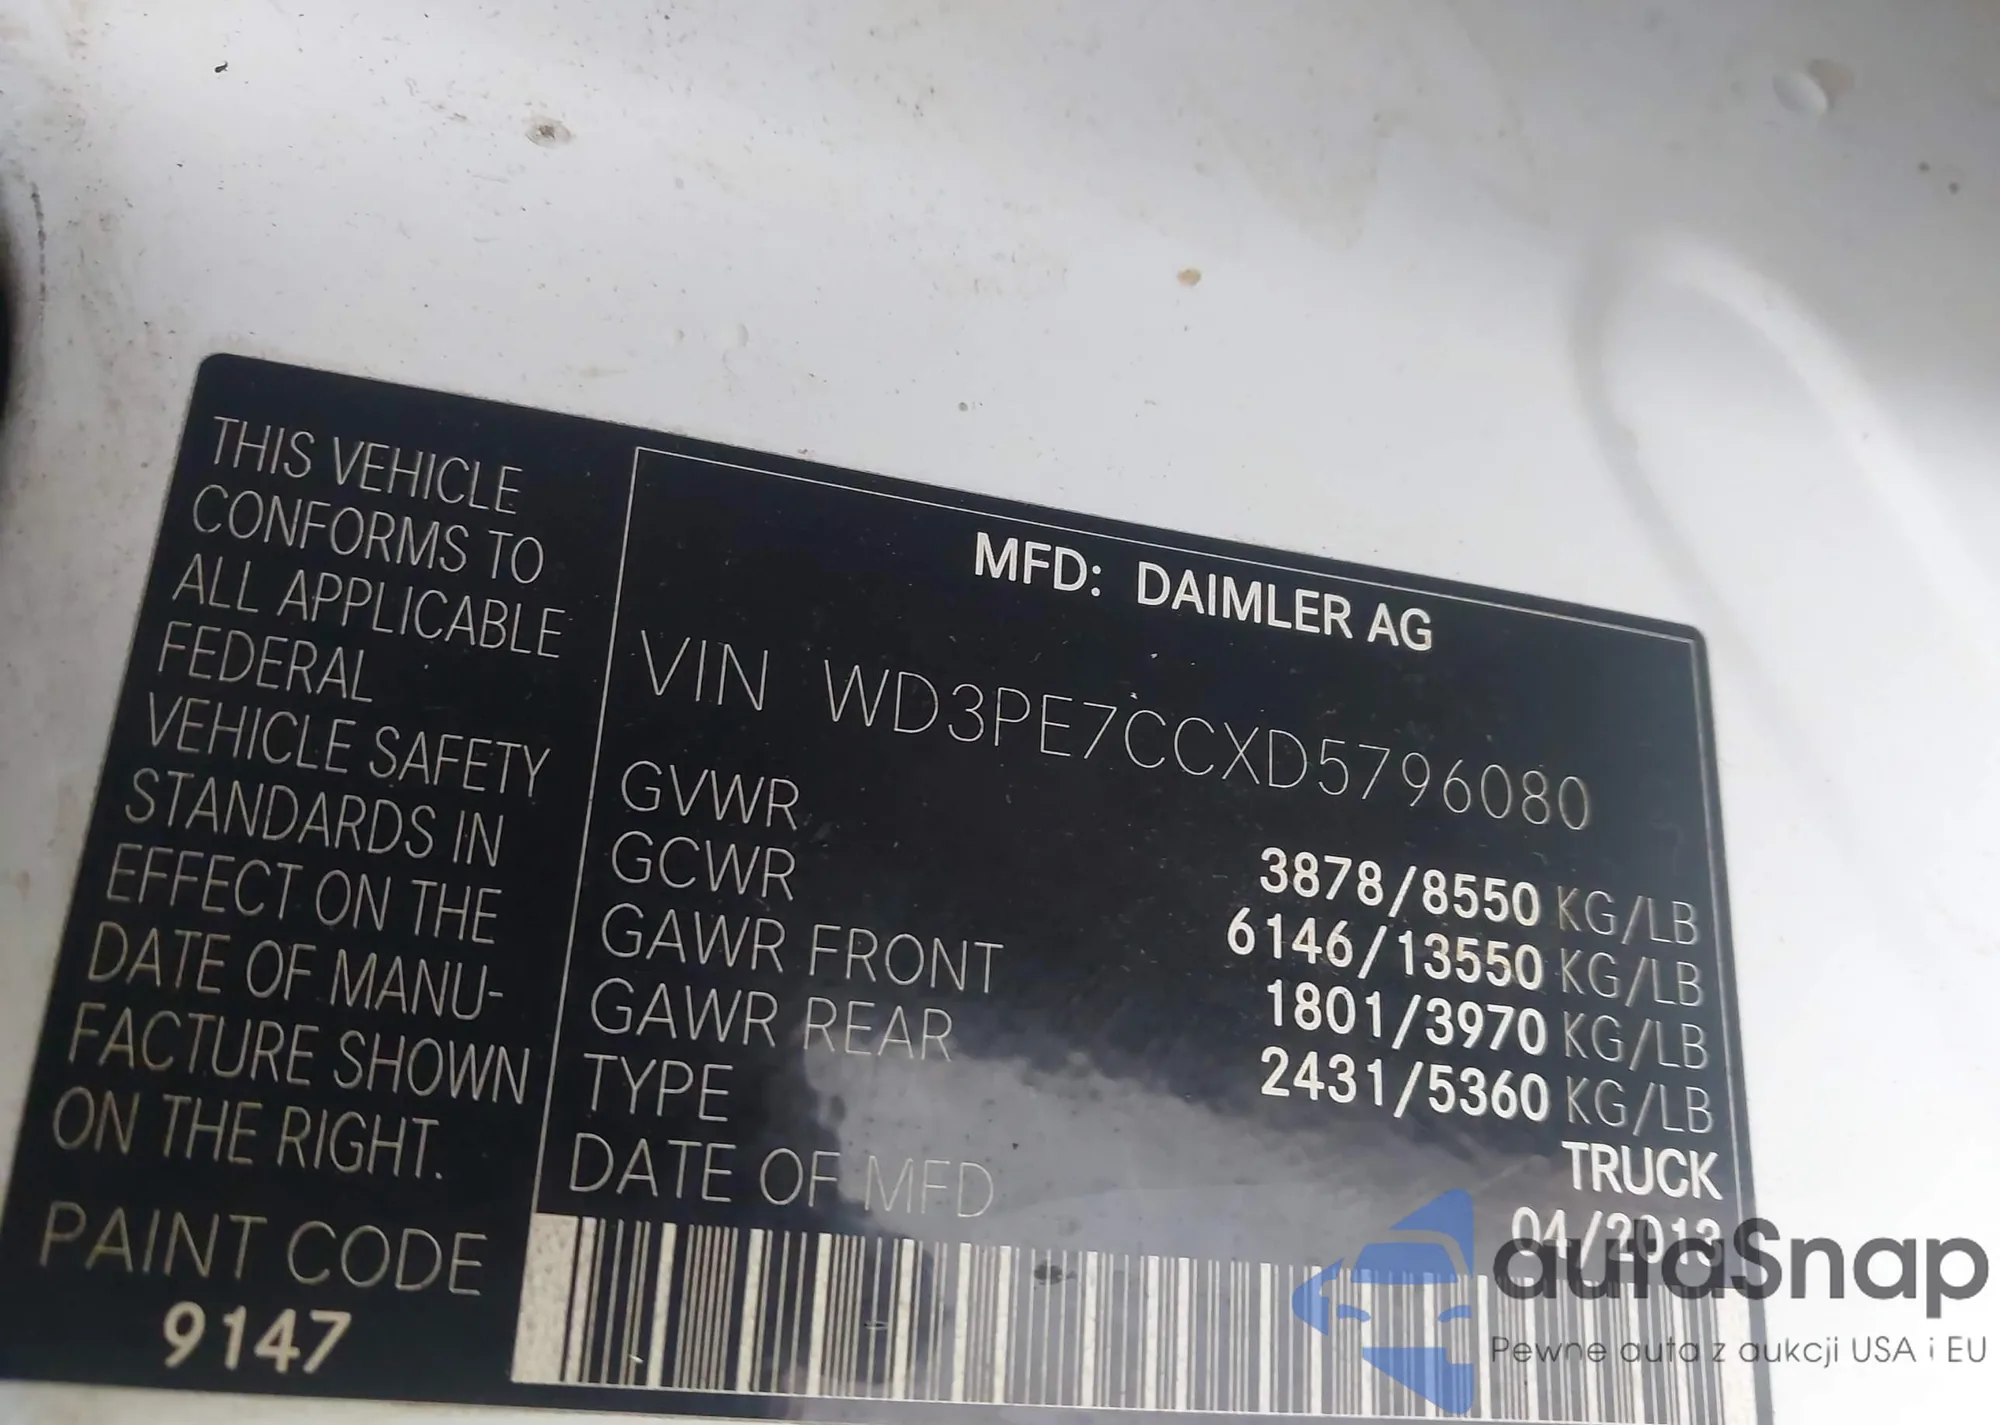 THIS VEHICLE
CONFORMS TO
ALL APPLICABLE
FEDERAL
VEHICLE SAFETY
STANDARDS IN
EFFECT ON THE
DATE OF MANU-
FACTURE SHOWN
ON THE RIGHT.
PAINT CODE
9147
MFD: DAIMLER AG
VIN WD3PE7CCXD5796080
GVWR 3878/8550 KG/LB
GCWR 6146/13550 KG/LB
GAWR FRONT 1801/3970 KG/LB
GAWR REAR 2431/5360 KG/LB
TYPE TRUCK
DATE OF MFD 04/2013
autaSnap
Pewne auta z aukcji USA i EU